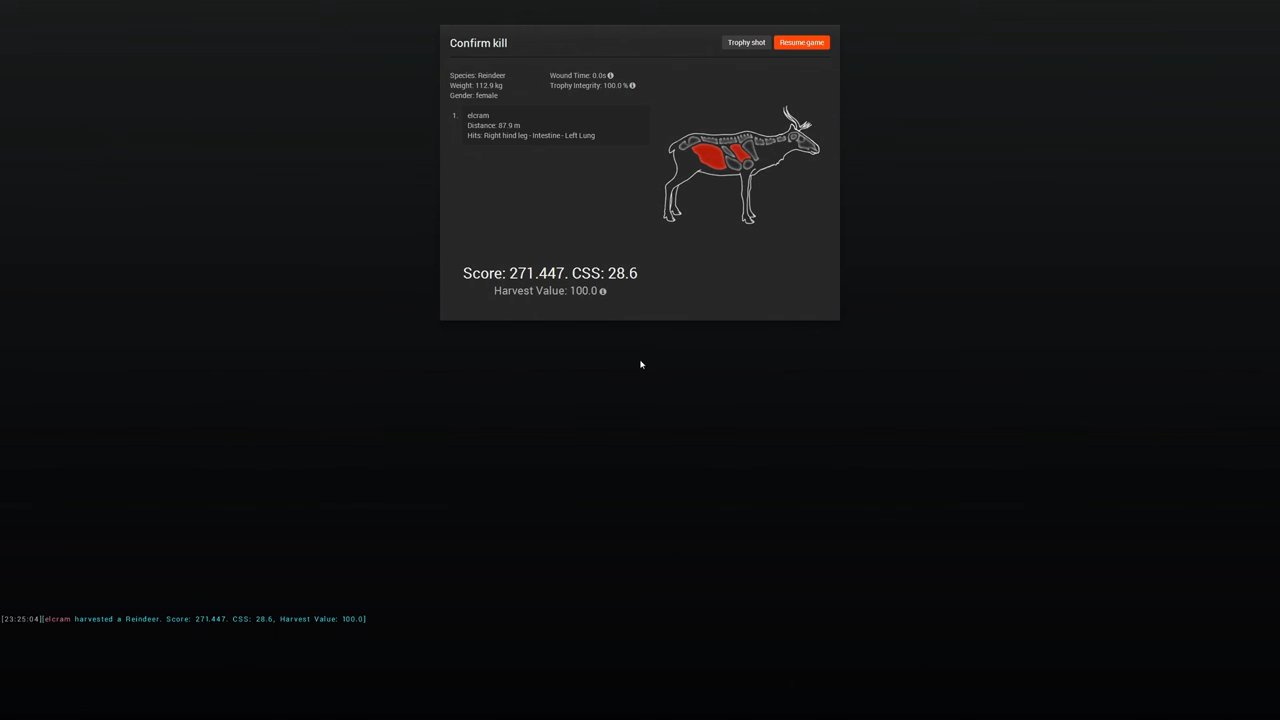 Confirm kill
Trophy shot
Resume game
Species: Reindeer
Weight: 112.9 kg
Gender: female
Wound Time: 0.0s
Trophy Integrity: 100.0 %
1.
elcram
Distance: 87.9 m
Hits: Right hind leg - Intestine - Left Lung
Score: 271.447. CSS: 28.6
Harvest Value: 100.0
[23:25:04][elcram harvested a Reindeer. Score: 271.447. CSS: 28.6, Harvest Value: 100.0]